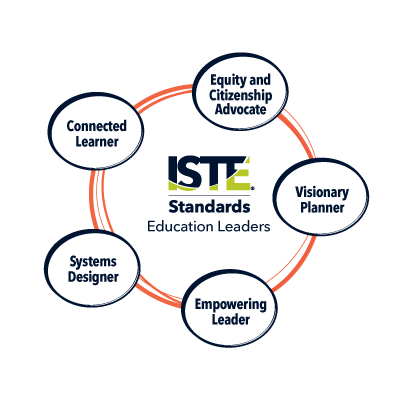 Equity and
Citizenship
Advocate
Connected
Learner
ISTE®
Standards
Education Leaders
Visionary
Planner
Systems
Designer
Empowering
Leader